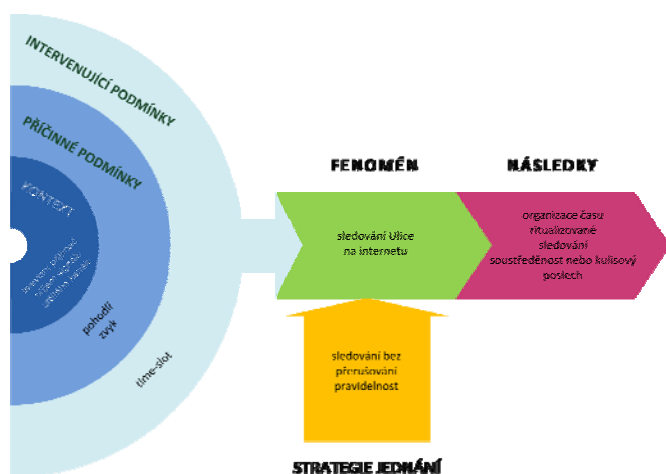 INTERVENUJÍCÍ PODMÍNKY
PŘÍČINNÉ PODMÍNKY
KONTEXT
pohodlí
zvyk
time-slot
FENOMÉN
sledování Ulice
na internetu
NÁSLEDKY
organizace času
ritualizované
sledování
soustředěnost nebo kulisový
poslech
sledování bez
přerušování
pravidelnost
STRATEGIE JEDNÁNÍ